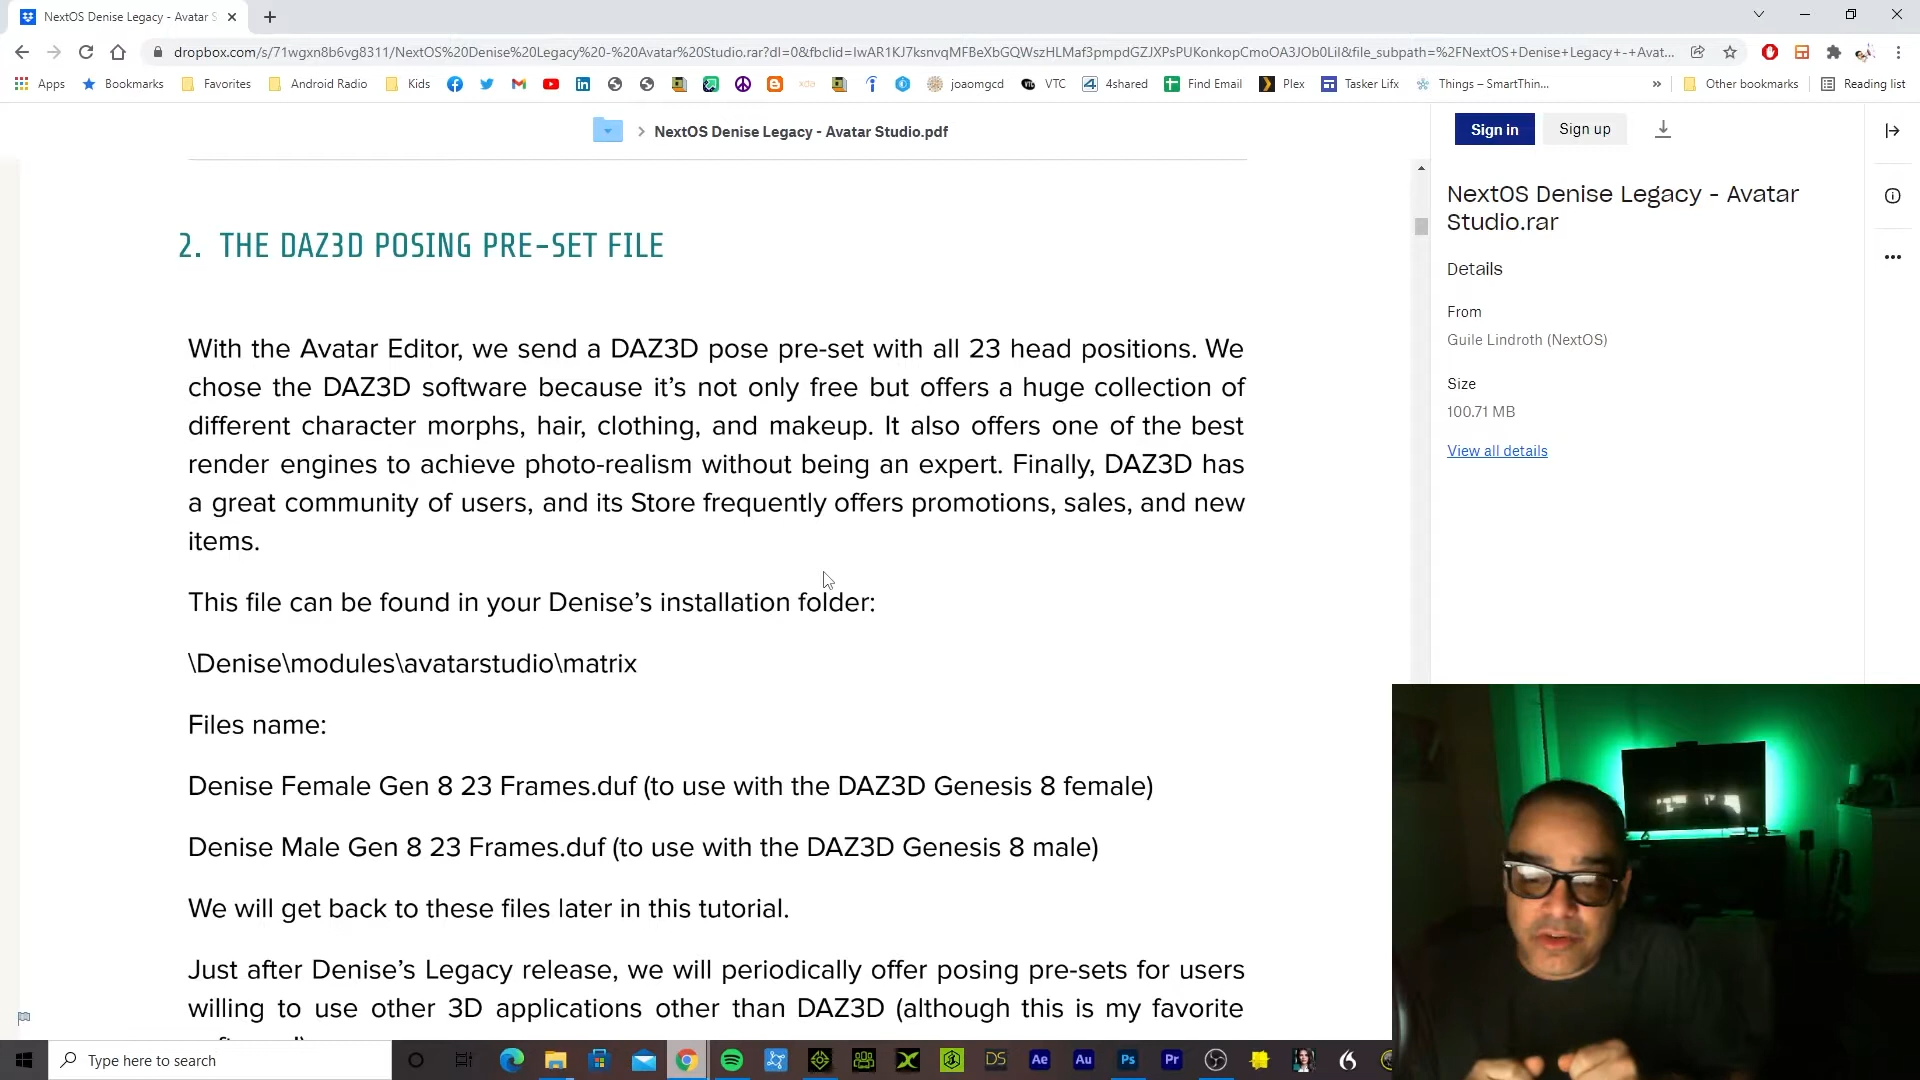 NextOS Denise Legacy - Avatar S
dropbox.com/s/71wgxn8b6vg8311/NextOS%20Denise%20Legacy%20-%20Avatar%20Studio.rar?dl=0&fbclid=IwAR1KJ7ksnvqMFBeXbGQWszHLMaf3pmpdGZJXPsPUKonkopCmoOA3JOb0Lil&file_subpath=%2FNextOS+Denise+Legacy+-+Avat...
Apps Bookmarks Favorites Android Radio Kids joaomgcd VTC 4shared Find Email Plex Tasker Lifx Things – SmartThin... » Other bookmarks Reading list
NextOS Denise Legacy - Avatar Studio.pdf
Sign in Sign up
NextOS Denise Legacy - Avatar
Studio.rar
Details
From
Guile Lindroth (NextOS)
Size
100.71 MB
View all details
2. THE DAZ3D POSING PRE-SET FILE
With the Avatar Editor, we send a DAZ3D pose pre-set with all 23 head positions. We
chose the DAZ3D software because it’s not only free but offers a huge collection of
different character morphs, hair, clothing, and makeup. It also offers one of the best
render engines to achieve photo-realism without being an expert. Finally, DAZ3D has
a great community of users, and its Store frequently offers promotions, sales, and new
items.
This file can be found in your Denise’s installation folder:
\Denise\modules\avatarstudio\matrix
Files name:
Denise Female Gen 8 23 Frames.duf (to use with the DAZ3D Genesis 8 female)
Denise Male Gen 8 23 Frames.duf (to use with the DAZ3D Genesis 8 male)
We will get back to these files later in this tutorial.
Just after Denise’s Legacy release, we will periodically offer posing pre-sets for users
willing to use other 3D applications other than DAZ3D (although this is my favorite
Type here to search
DS Ae Au Ps Pr